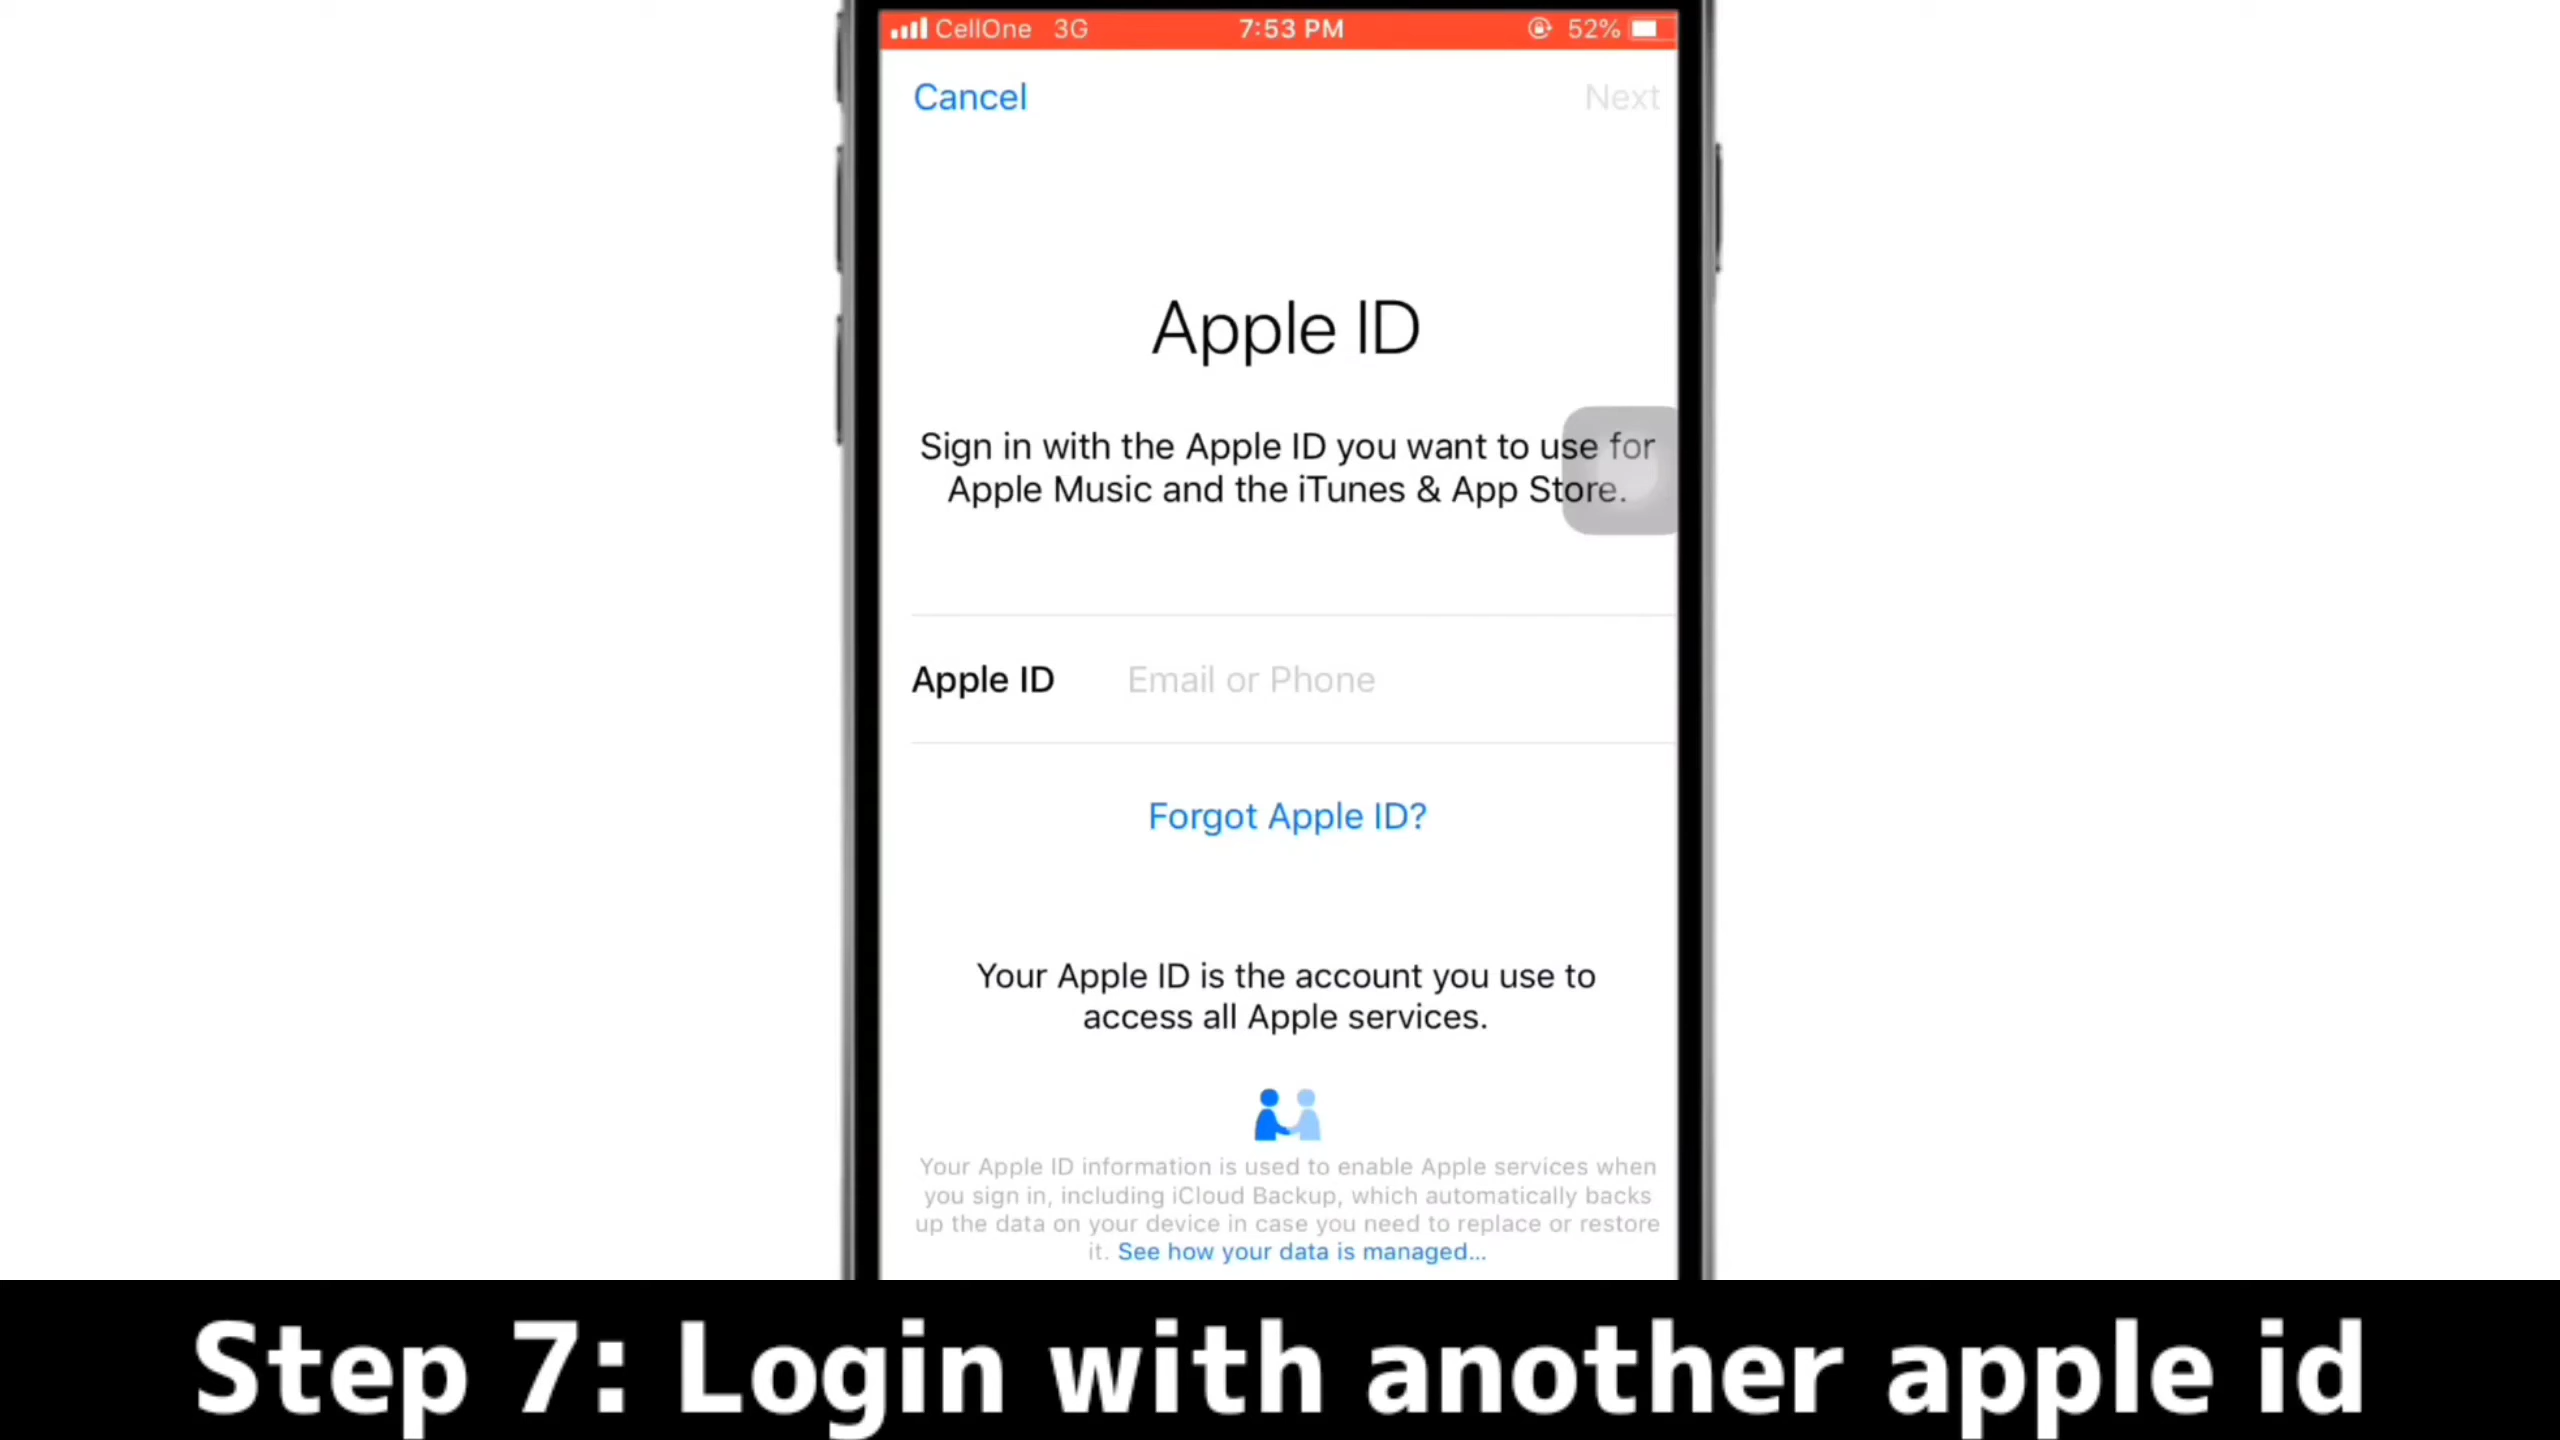 CellOne 3G 7:53 PM 52%
Cancel Next
Apple ID
Sign in with the Apple ID you want to use for
Apple Music and the iTunes & App Store.
Apple ID Email or Phone
Forgot Apple ID?
Your Apple ID is the account you use to
access all Apple services.
Your Apple ID information is used to enable Apple services when
you sign in, including iCloud Backup, which automatically backs
up the data on your device in case you need to replace or restore
it. See how your data is managed...
Step 7: Login with another apple id